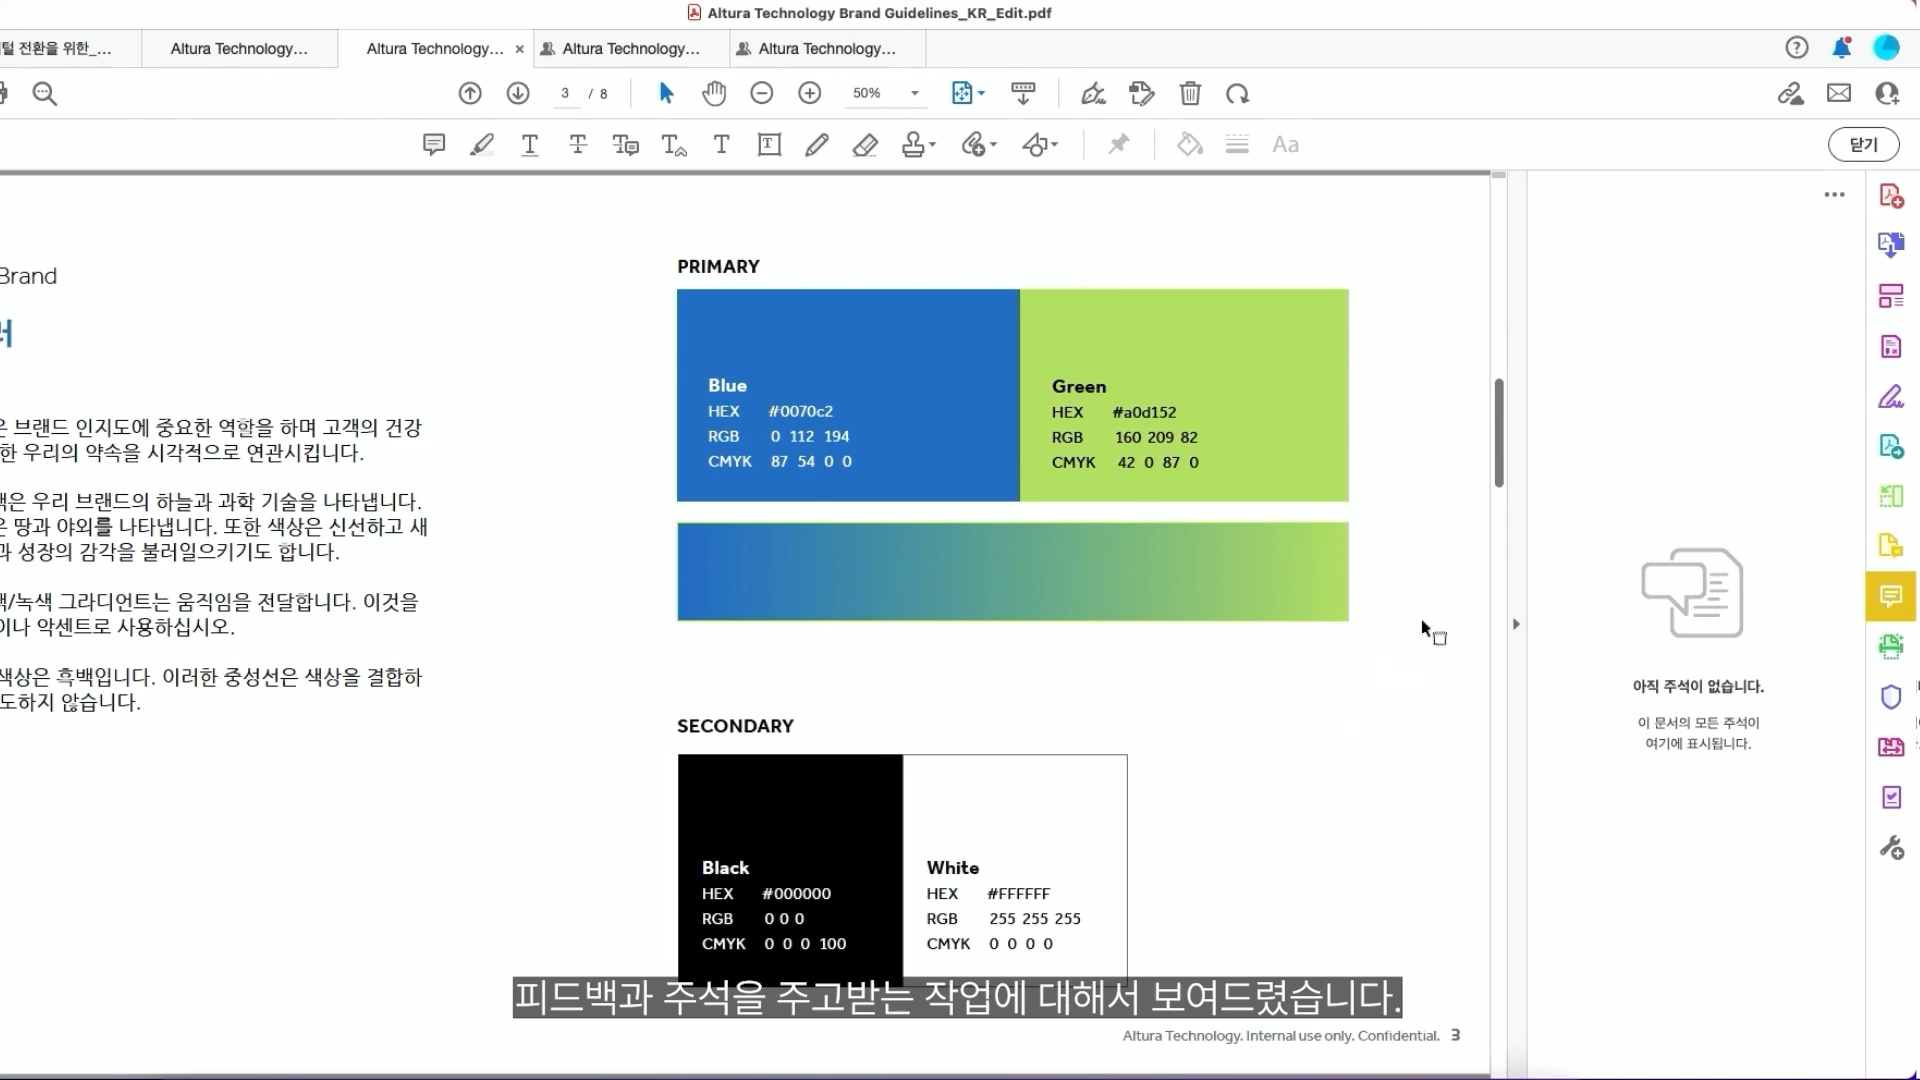 Altura Technology Brand Guidelines_KR_Edit.pdf
털 전환을 위한_...
Altura Technology...
Altura Technology... ×
Altura Technology...
Altura Technology...
3 / 8
50%
Aa
닫기
Brand
러
은 브랜드 인지도에 중요한 역할을 하며 고객의 건강
한 우리의 약속을 시각적으로 연관시킵니다.
색은 우리 브랜드의 하늘과 과학 기술을 나타냅니다.
은 땅과 야외를 나타냅니다. 또한 색상은 신선하고 새
과 성장의 감각을 불러일으키기도 합니다.
색/녹색 그라디언트는 움직임을 전달합니다. 이것을
이나 악센트로 사용하십시오.
색상은 흑백입니다. 이러한 중성선은 색상을 결합하
도하지 않습니다.
PRIMARY
Blue
HEX #0070c2
RGB 0 112 194
CMYK 87 54 0 0
Green
HEX #a0d152
RGB 160 209 82
CMYK 42 0 87 0
SECONDARY
Black
HEX #000000
RGB 0 0 0
CMYK 0 0 0 100
White
HEX #FFFFFF
RGB 255 255 255
CMYK 0 0 0 0
아직 주석이 없습니다.
이 문서의 모든 주석이
여기에 표시됩니다.
피드백과 주석을 주고받는 작업에 대해서 보여드렸습니다.
Altura Technology. Internal use only. Confidential. 3